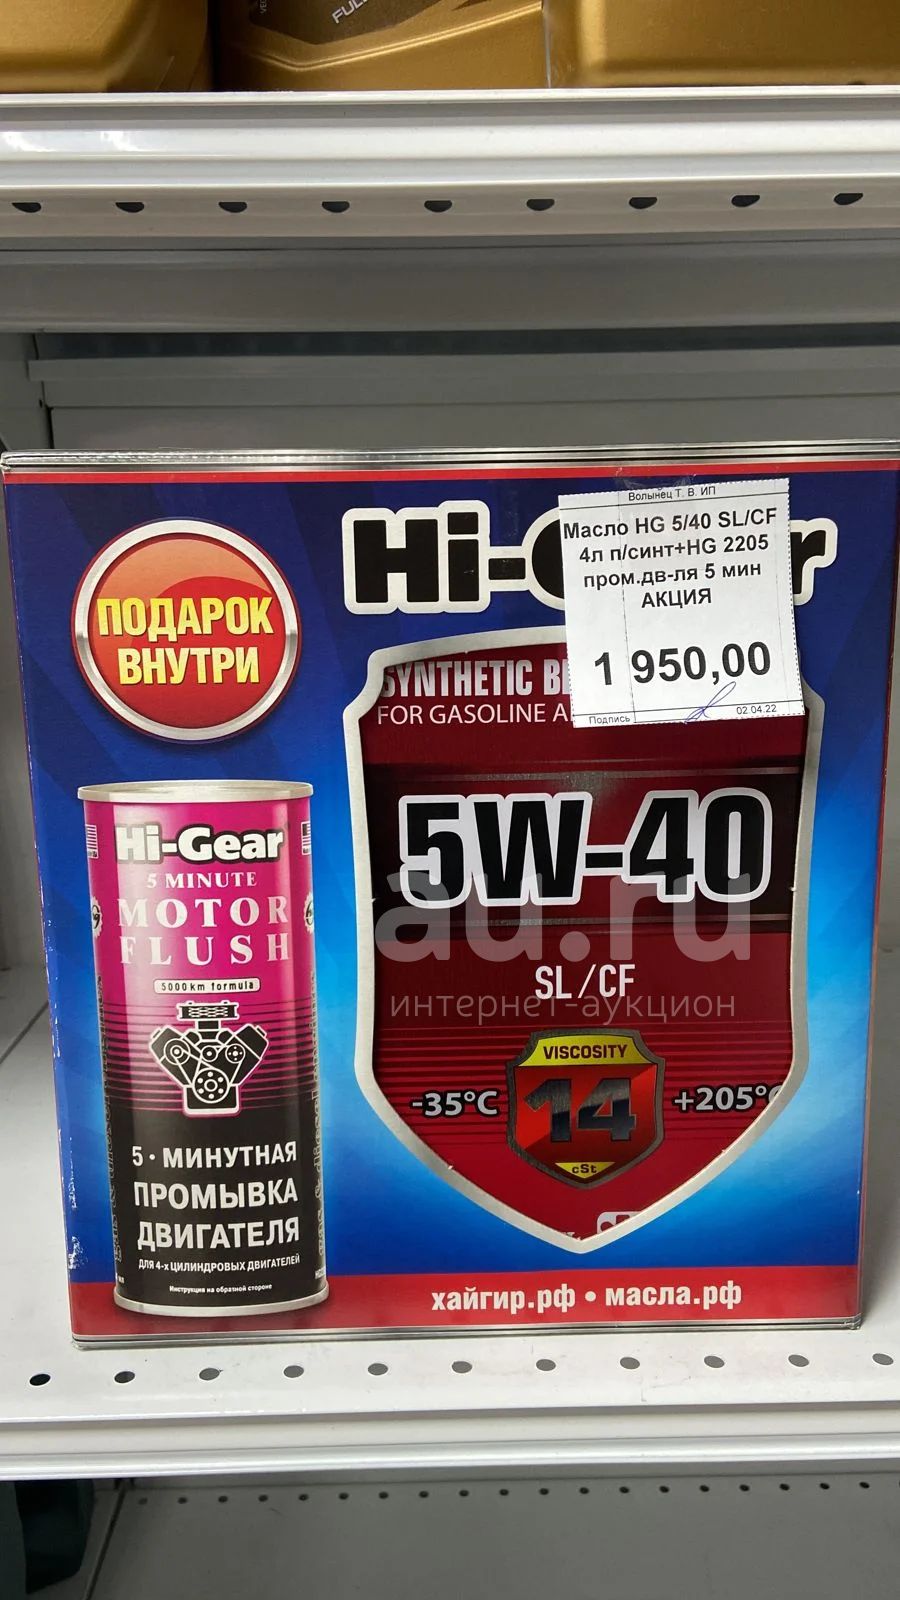 FUL
Волынец Т. В. ИП
Масло HG 5/40 SL/CF
4л п/синт+HG 2205
пром.дв-ля 5 мин
АКЦИЯ
1 950,00
Подпись
02.04.22
Hi-
r
ПОДАРОК
ВНУТРИ
SYNTHETIC
FOR GASOLINE
5W-40
SL/CF
VISCOSITY
-35°C
14
+205°C
cSt
Hi-Gear
5 MINUTE
MOTOR
FLUSH
5000km formula
5 · МИНУТНАЯ
ПРОМЫВКА
ДВИГАТЕЛЯ
ДЛЯ 4-х ЦИЛИНДРОВЫХ ДВИГАТЕЛЕЙ
Инструкция на обратной стороне
хайгир.рф • масла.рф
au.ru
интернет-аукцион